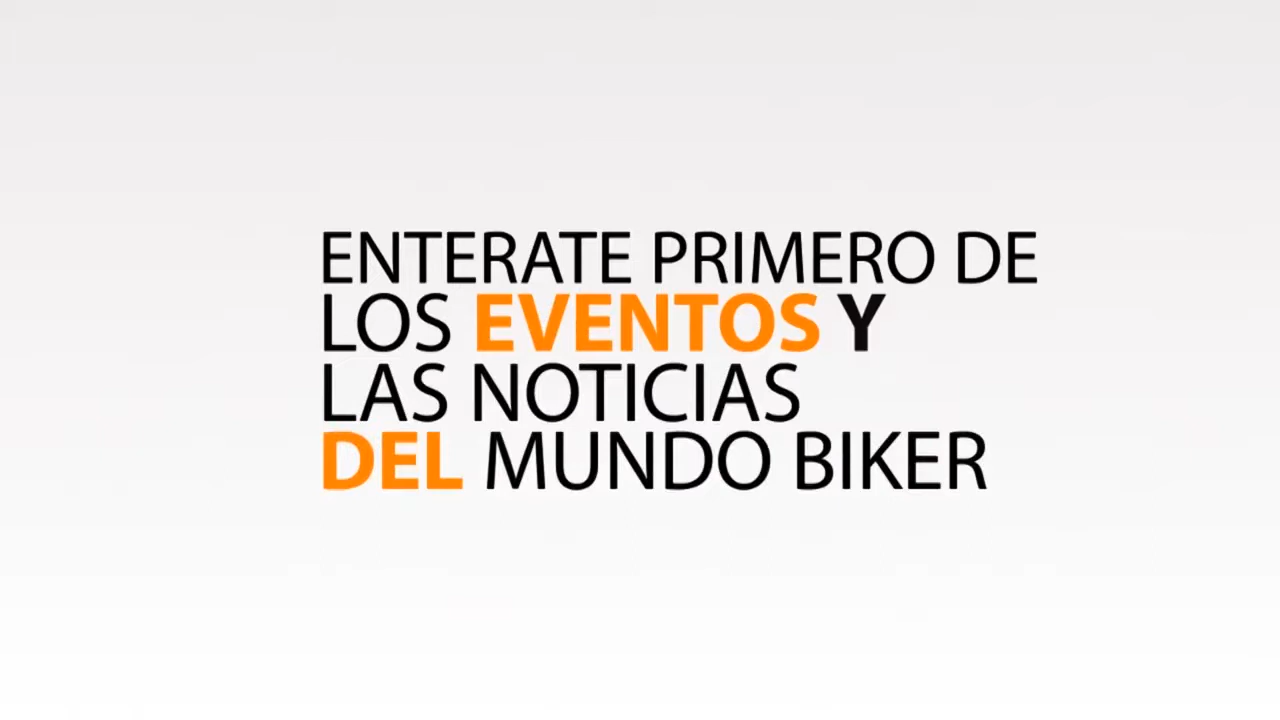 ENTERATE PRIMERO DE
LOS EVENTOS Y
LAS NOTICIAS
DEL MUNDO BIKER